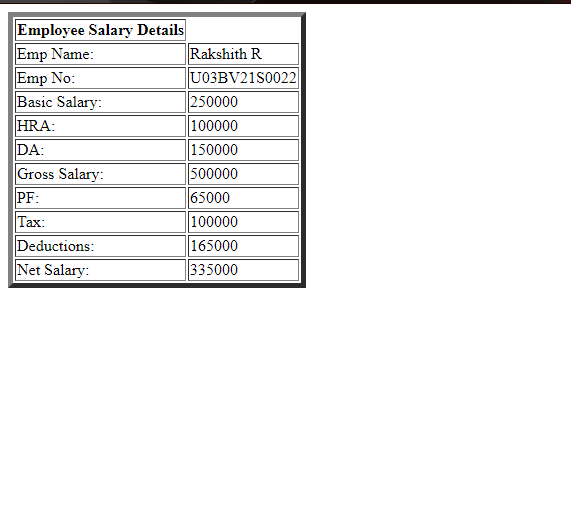 Employee Salary Details
Emp Name: Rakshith R
Emp No: U03BV21S0022
Basic Salary: 250000
HRA: 100000
DA: 150000
Gross Salary: 500000
PF: 65000
Tax: 100000
Deductions: 165000
Net Salary: 335000